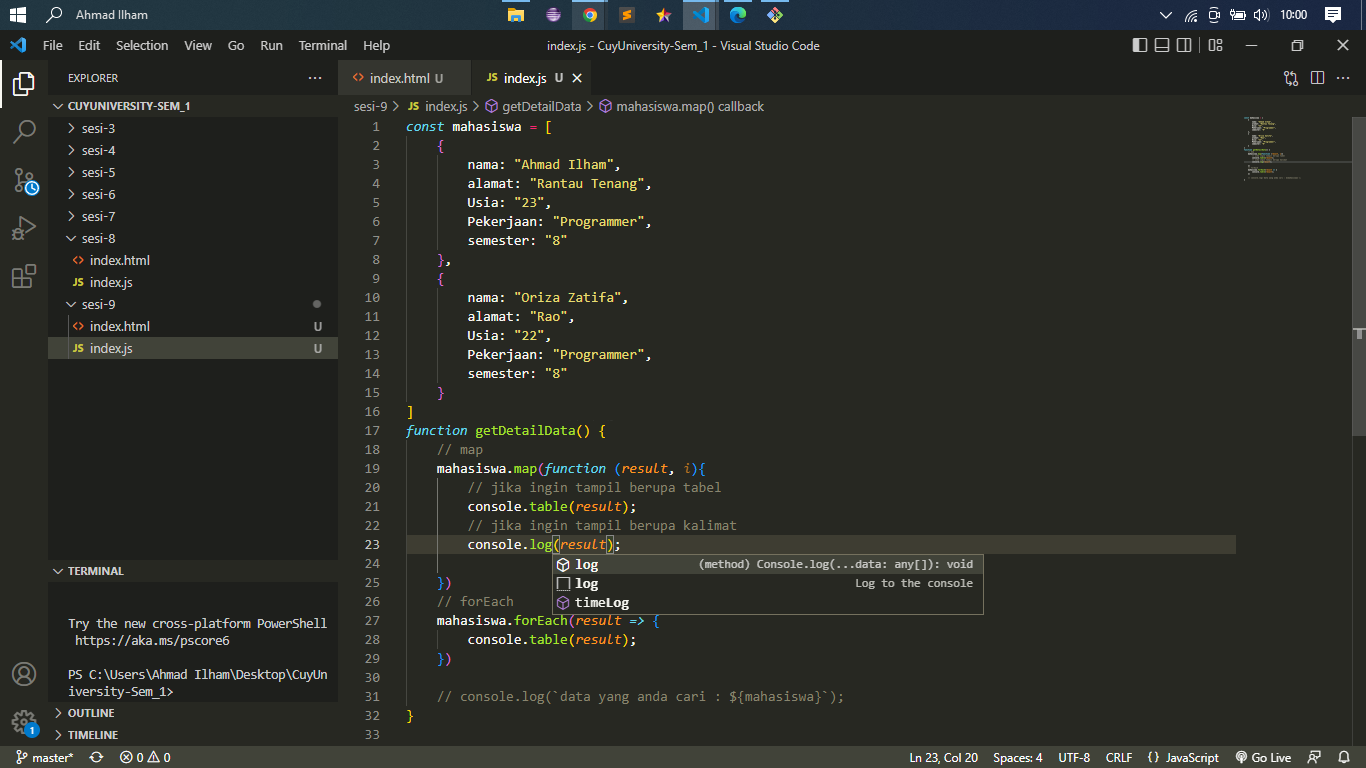 Ahmad Ilham
10:00
File Edit Selection View Go Run Terminal Help
index.js - CuyUniversity-Sem_1 - Visual Studio Code
EXPLORER
CUYUNIVERSITY-SEM_1
sesi-3
sesi-4
sesi-5
sesi-6
sesi-7
sesi-8
index.html
JS index.js
sesi-9
index.html U
JS index.js U
TERMINAL
Try the new cross-platform PowerShell
https://aka.ms/pscore6
PS C:\Users\Ahmad Ilham\Desktop\CuyUn
iversity-Sem_1>
OUTLINE
TIMELINE
index.html U
JS index.js U
sesi-9 > JS index.js > getDetailData > mahasiswa.map() callback
1 const mahasiswa = [
2 {
3 nama: "Ahmad Ilham",
4 alamat: "Rantau Tenang",
5 Usia: "23",
6 Pekerjaan: "Programmer",
7 semester: "8"
8 },
9 {
10 nama: "Oriza Zatifa",
11 alamat: "Rao",
12 Usia: "22",
13 Pekerjaan: "Programmer",
14 semester: "8"
15 }
16 ]
17 function getDetailData() {
18 // map
19 mahasiswa.map(function (result, i){
20 // jika ingin tampil berupa tabel
21 console.table(result);
22 // jika ingin tampil berupa kalimat
23 console.log(result);
24
25 })
26 // forEach
27 mahasiswa.forEach(result => {
28 console.table(result);
29 })
30
31 // console.log(`data yang anda cari : ${mahasiswa}`);
32 }
33
log (method) Console.log(...data: any[]): void
log Log to the console
timeLog
1
master* 0 0
Ln 23, Col 20 Spaces: 4 UTF-8 CRLF {} JavaScript Go Live